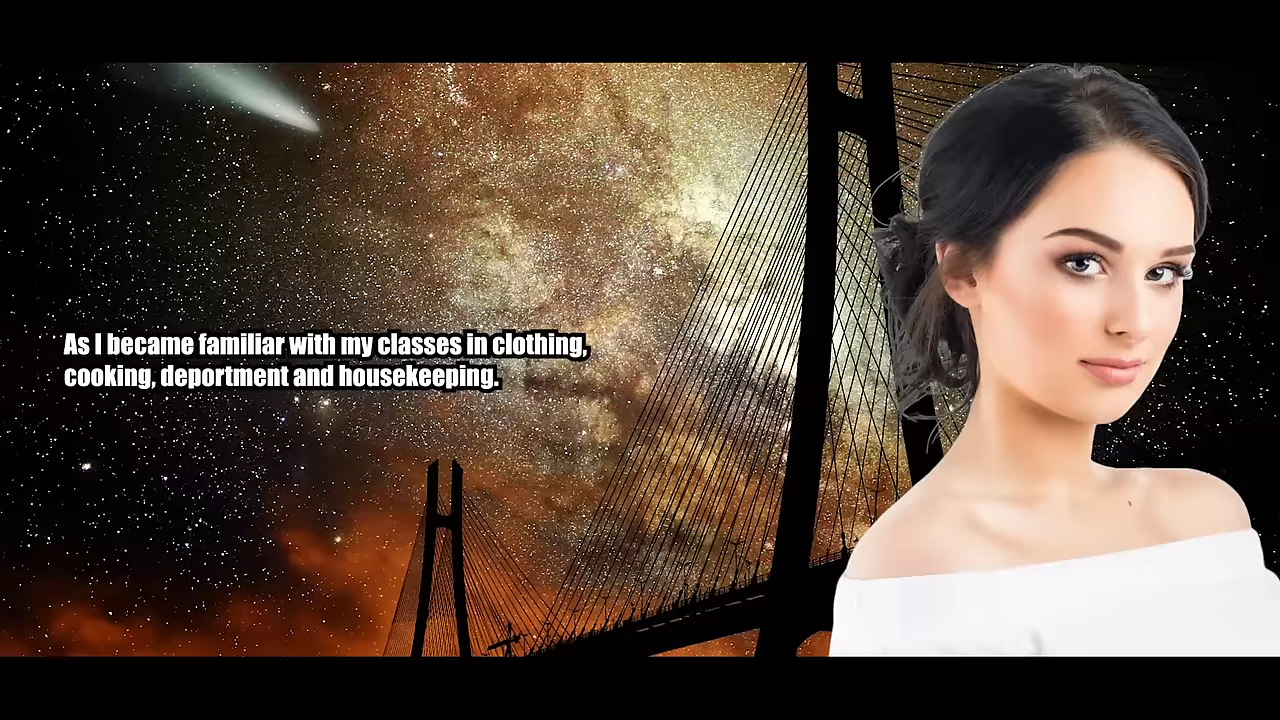 As I became familiar with my classes in clothing,
cooking, deportment and housekeeping.